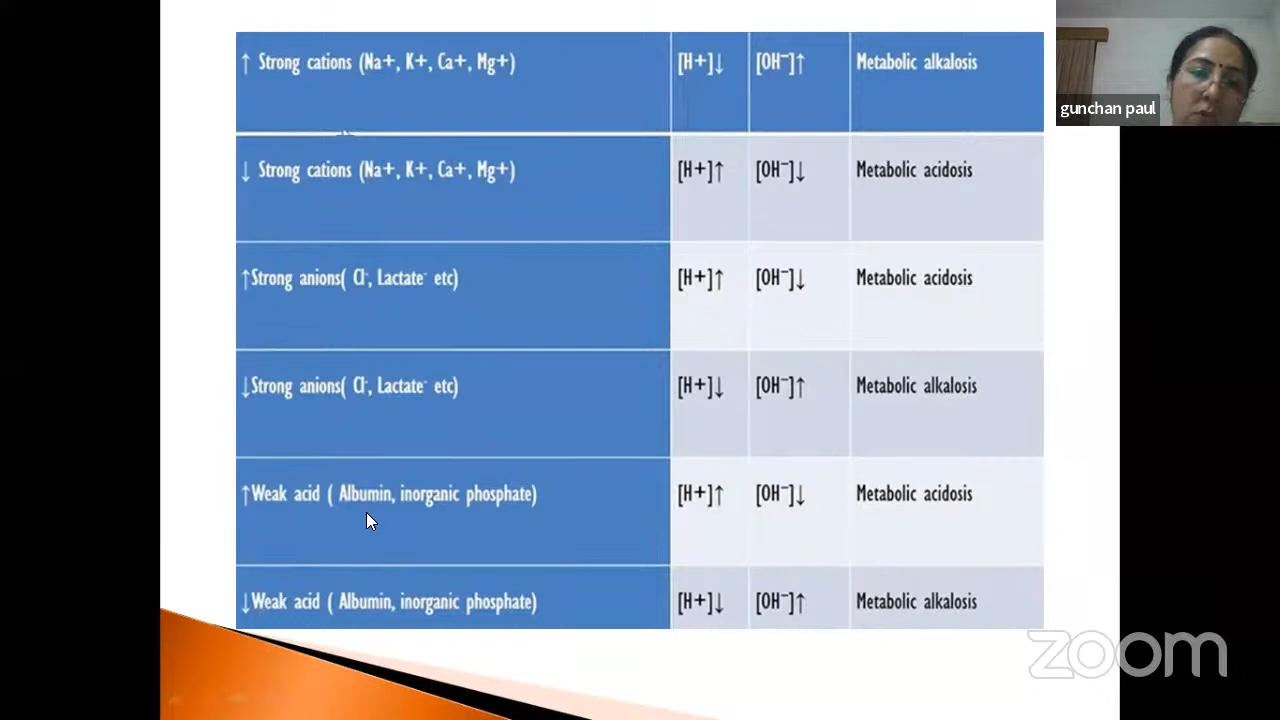 ↑ Strong cations (Na+, K+, Ca+, Mg+) [H+]↓ [OH⁻]↑ Metabolic alkalosis
↓ Strong cations (Na+, K+, Ca+, Mg+) [H+]↑ [OH⁻]↓ Metabolic acidosis
↑Strong anions( Cl⁻, Lactate⁻ etc) [H+]↑ [OH⁻]↓ Metabolic acidosis
↓Strong anions( Cl⁻, Lactate⁻ etc) [H+]↓ [OH⁻]↑ Metabolic alkalosis
↑Weak acid ( Albumin, inorganic phosphate) [H+]↑ [OH⁻]↓ Metabolic acidosis
↓Weak acid ( Albumin, inorganic phosphate) [H+]↓ [OH⁻]↑ Metabolic alkalosis
gunchan paul
zoom